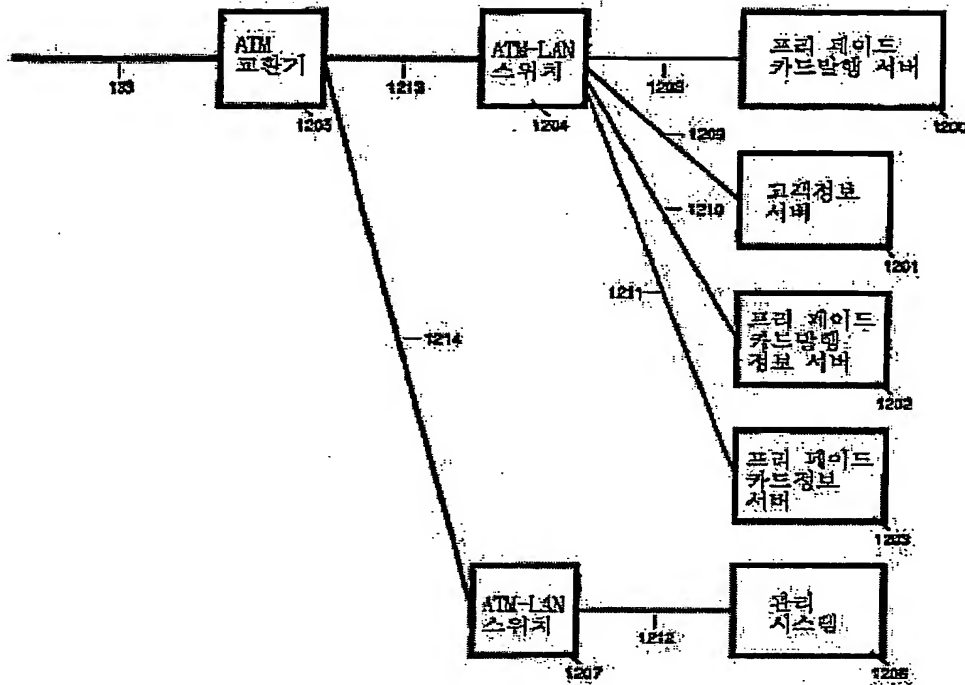 ATM
교환기
ATM-LAN
스위치
프리 페이드
카드발행 서버
133
1213
1208
1205
1204
1200
1209
고객정보
서버
1210
1201
1211
프리 페이드
카드발행
정보 서버
1214
1202
프리 페이드
카드정보
서버
1203
ATM-LAN
스위치
관리
시스템
1212
1207
1206